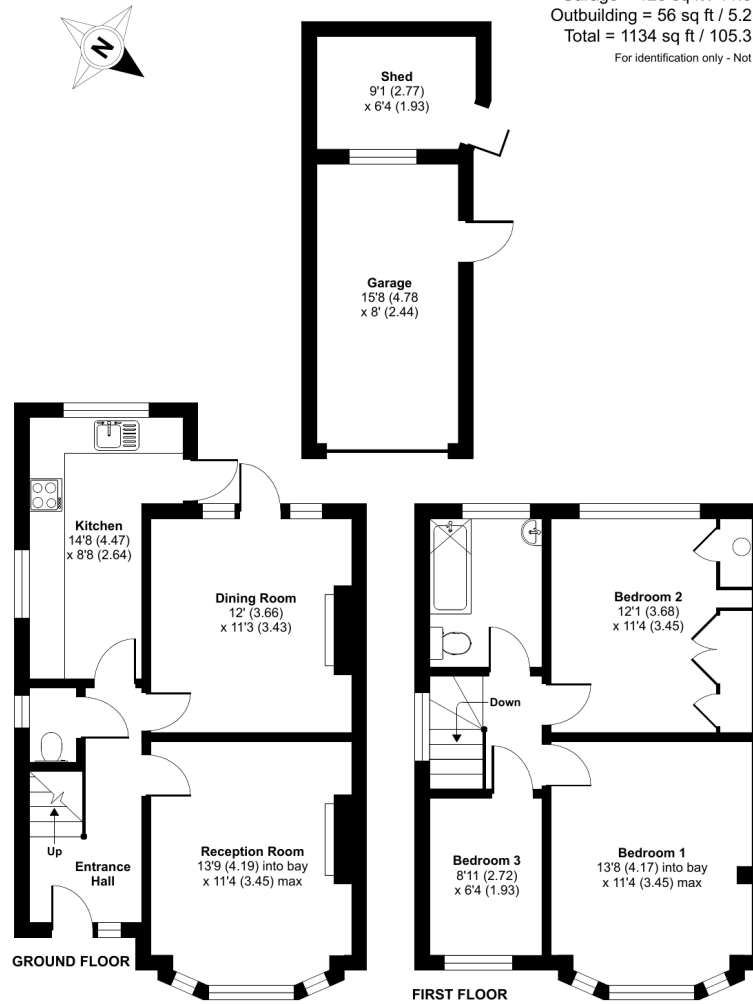 Outbuilding = 56 sq ft / 5.2
Total = 1134 sq ft / 105.3
For identification only - Not
N
Shed
9'1 (2.77)
x 6'4 (1.93)
Garage
15'8 (4.78
x 8' (2.44)
Kitchen
14'8 (4.47)
x 8'8 (2.64)
Dining Room
12' (3.66)
x 11'3 (3.43)
Up
Entrance
Hall
Reception Room
13'9 (4.19) into bay
x 11'4 (3.45) max
GROUND FLOOR
Bedroom 2
12'1 (3.68)
x 11'4 (3.45)
Down
Bedroom 3
8'11 (2.72)
x 6'4 (1.93)
Bedroom 1
13'8 (4.17) into bay
x 11'4 (3.45) max
FIRST FLOOR